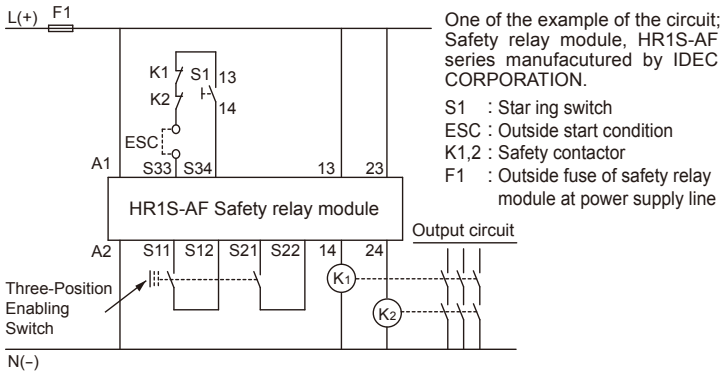 L(+) F1
One of the example of the circuit;
Safety relay module, HR1S-AF
series manufacutured by IDEC
CORPORATION.
S1 : Star ing switch
ESC : Outside start condition
K1,2 : Safety contactor
F1 : Outside fuse of safety relay
module at power supply line
K1 S1 13
K2 14
ESC
A1 S33 S34 13 23
HR1S-AF Safety relay module
Output circuit
A2 S11 S12 S21 S22 14 24
K1
Three-Position
Enabling
Switch
K2
N(−)